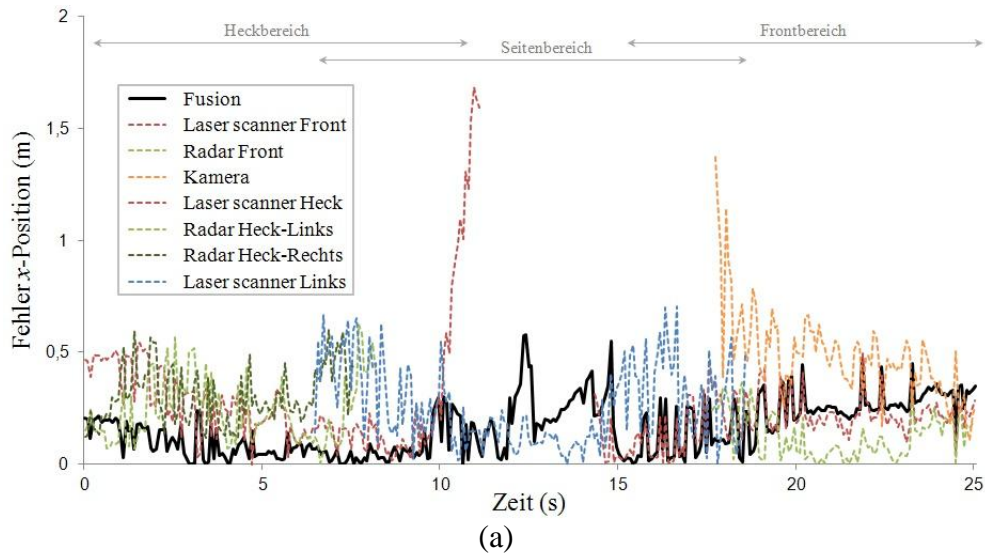 2
Heckbereich
Frontbereich
Seitenbereich
Fusion
Laser scanner Front
Radar Front
Kamera
Laser scanner Heck
Radar Heck-Links
Radar Heck-Rechts
Laser scanner Links
1,5
1
0,5
0
Fehler x-Position (m)
0 5 10 15 20 25
Zeit (s)
(a)